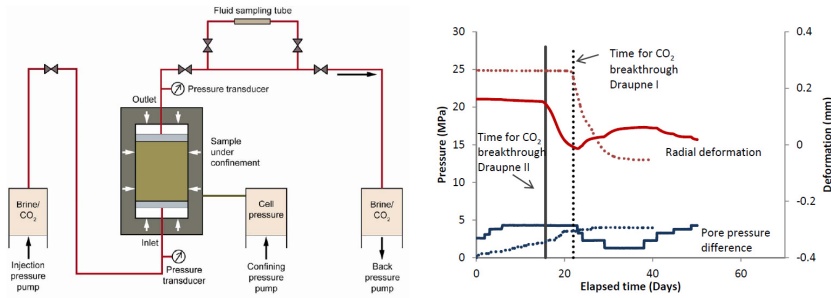 Fluid sampling tube
Pressure transducer
Outlet
Sample
under
confinement
Brine/
CO2
Cell
pressure
Brine/
CO2
Inlet
Injection
pressure
pump
Pressure
transducer
Confining
pressure
pump
Back
pressure
pump
30
25
20
15
10
5
0
Pressure (MPa)
0.4
0.2
0
-0.2
-0.4
Deformation (mm)
Time for CO2
breakthrough
Draupne I
Time for CO2
breakthrough
Draupne II
Radial deformation
Pore pressure
difference
0
20
40
60
Elapsed time (Days)